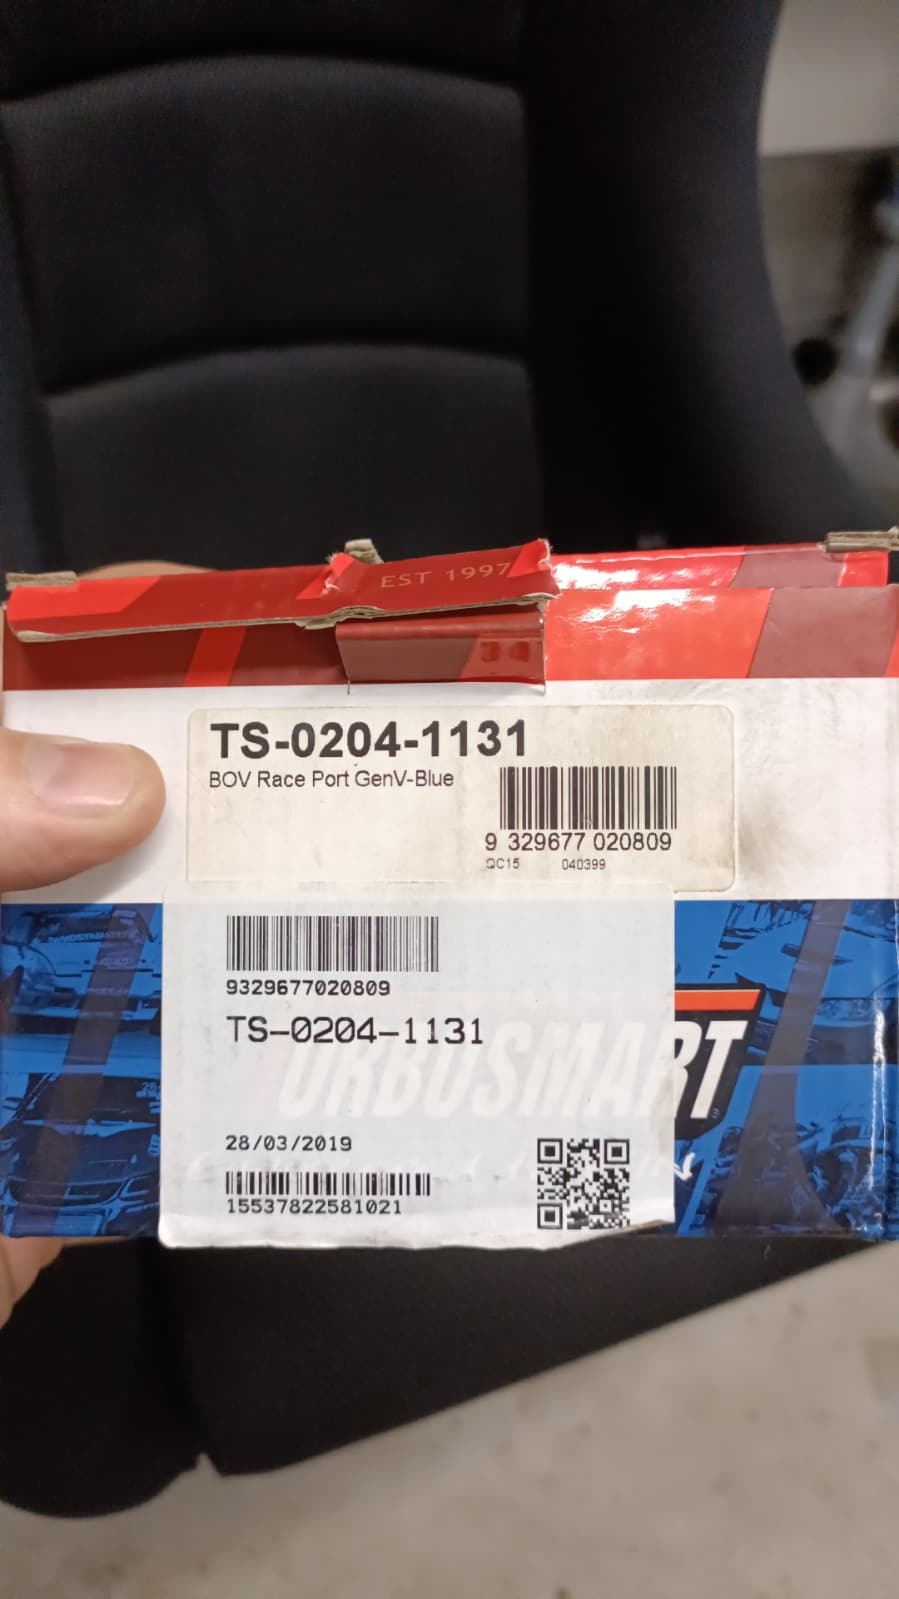 EST 1997
TS-0204-1131
BOV Race Port GenV-Blue
9 329677 020809
QC15 040399
9329677020809
TS-0204-1131
TURBOSMART
28/03/2019
15537822581021